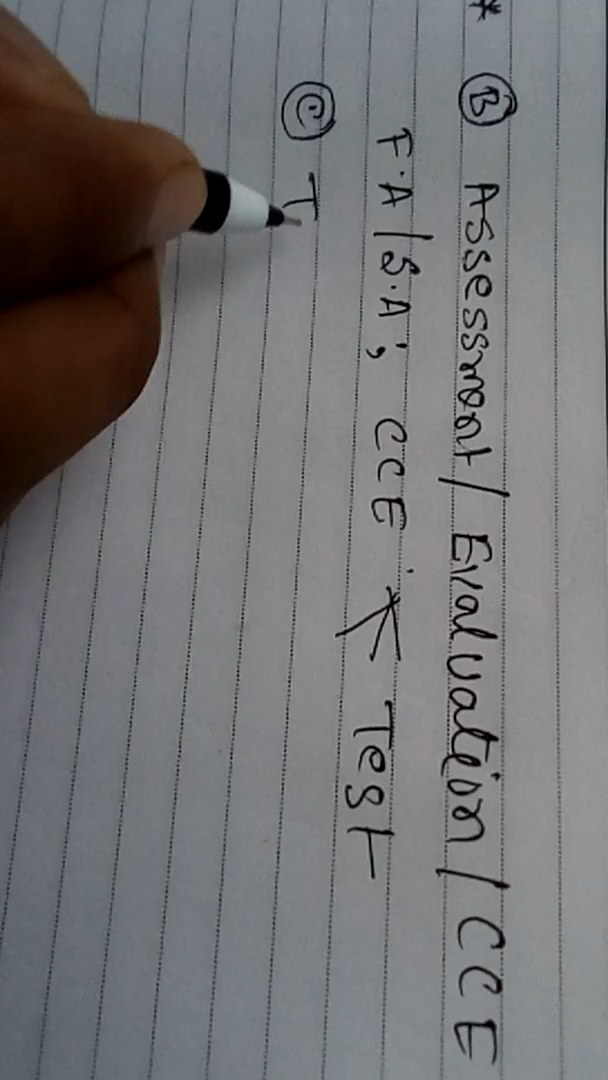 * Ⓑ Assessment/ Evaluation/ CCE
F.A/S.A; CCE Test
Ⓒ T